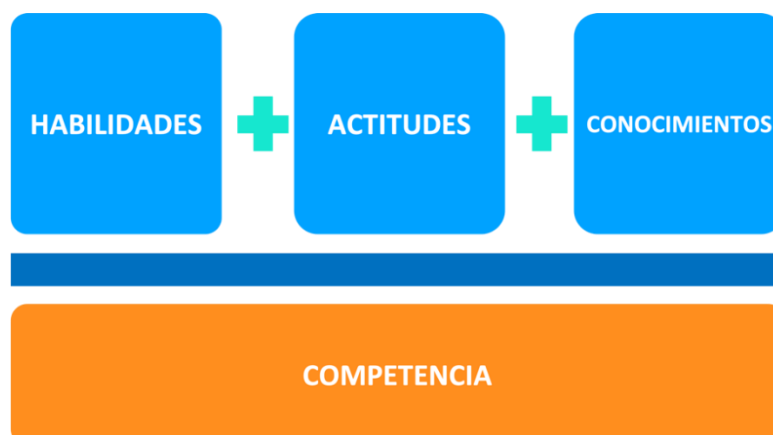 HABILIDADES
ACTITUDES
CONOCIMIENTOS
COMPETENCIA